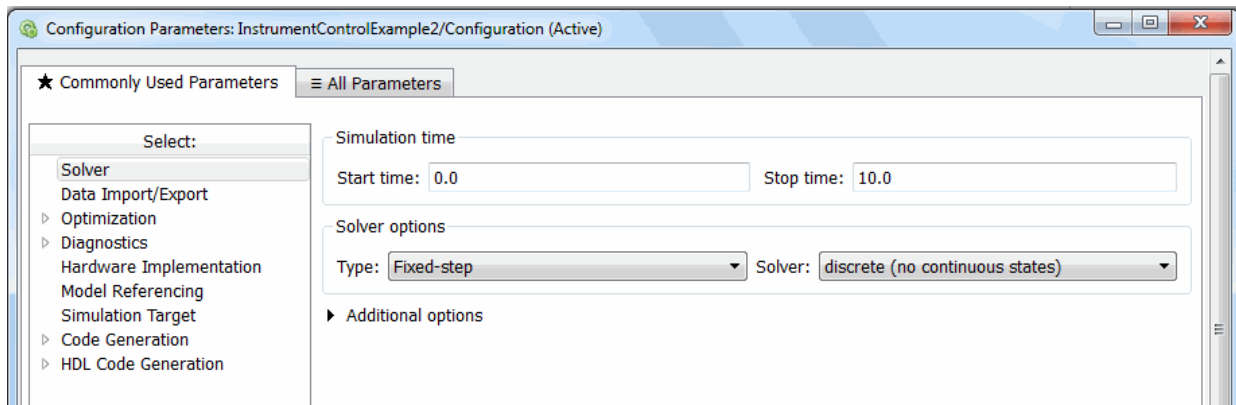 Configuration Parameters: InstrumentControlExample2/Configuration (Active)
★ Commonly Used Parameters
≡ All Parameters
Select:
Solver
Data Import/Export
Optimization
Diagnostics
Hardware Implementation
Model Referencing
Simulation Target
Code Generation
HDL Code Generation
Simulation time
Start time: 0.0 Stop time: 10.0
Solver options
Type: Fixed-step Solver: discrete (no continuous states)
Additional options